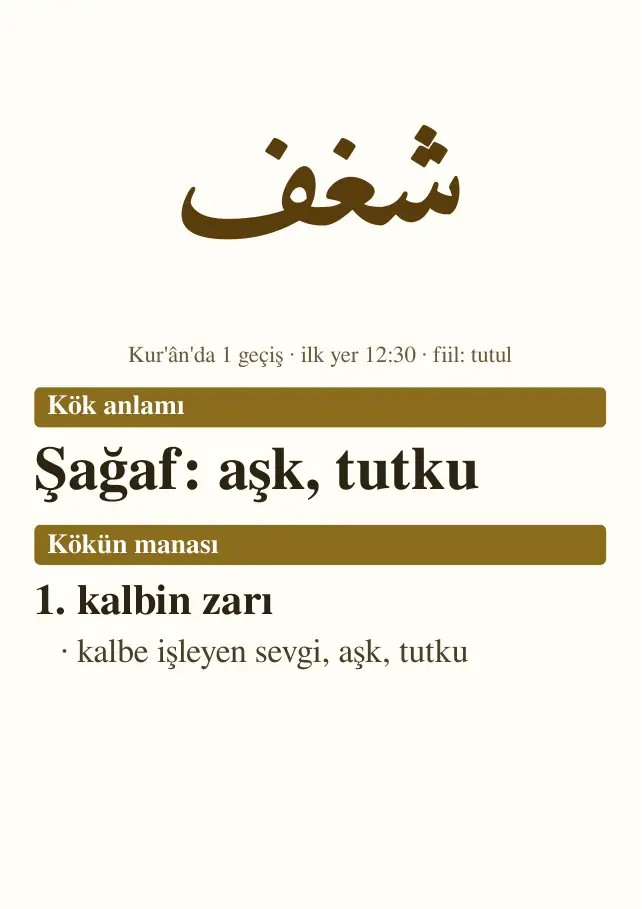 شغف
Kur'ân'da 1 geçiş · ilk yer 12:30 · fiil: tutul
Kök anlamı
Şağaf: aşk, tutku
Kökün manası
1. kalbin zarı
· kalbe işleyen sevgi, aşk, tutku